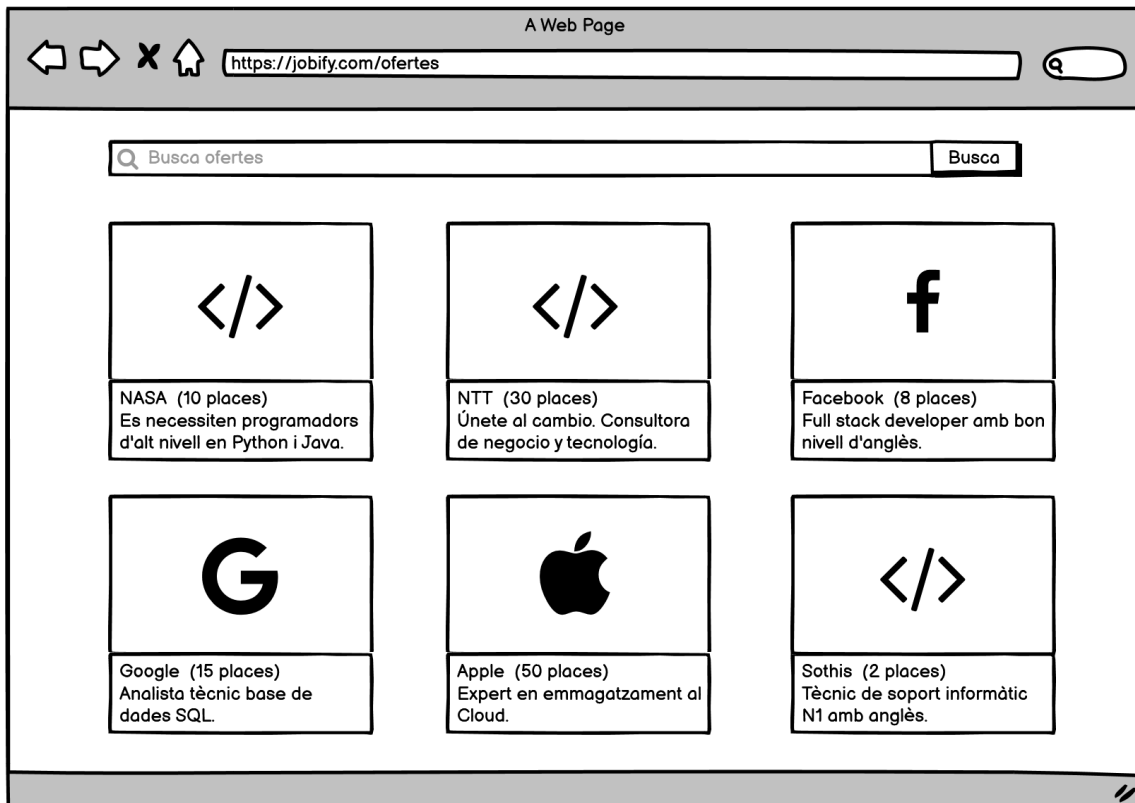 A Web Page
https://jobify.com/ofertes
Busca ofertes
Busca
NASA (10 places)
Es necessiten programadors
d'alt nivell en Python i Java.
NTT (30 places)
Únete al cambio. Consultora
de negocio y tecnología.
Facebook (8 places)
Full stack developer amb bon
nivell d'anglès.
Google (15 places)
Analista tècnic base de
dades SQL.
Apple (50 places)
Expert en emmagatzament al
Cloud.
Sothis (2 places)
Tècnic de soport informàtic
N1 amb anglès.